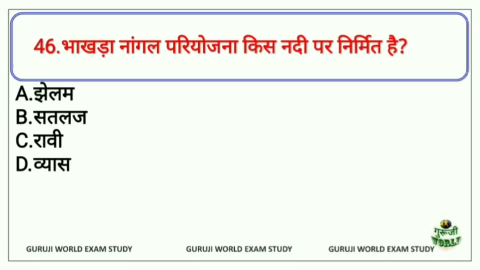 46.भाखड़ा नांगल परियोजना किस नदी पर निर्मित है?
A.झेलम
B.सतलज
C.रावी
D.व्यास
गुरूजी
WORLD
GURUJI WORLD EXAM STUDY GURUJI WORLD EXAM STUDY GURUJI WORLD EXAM STUDY